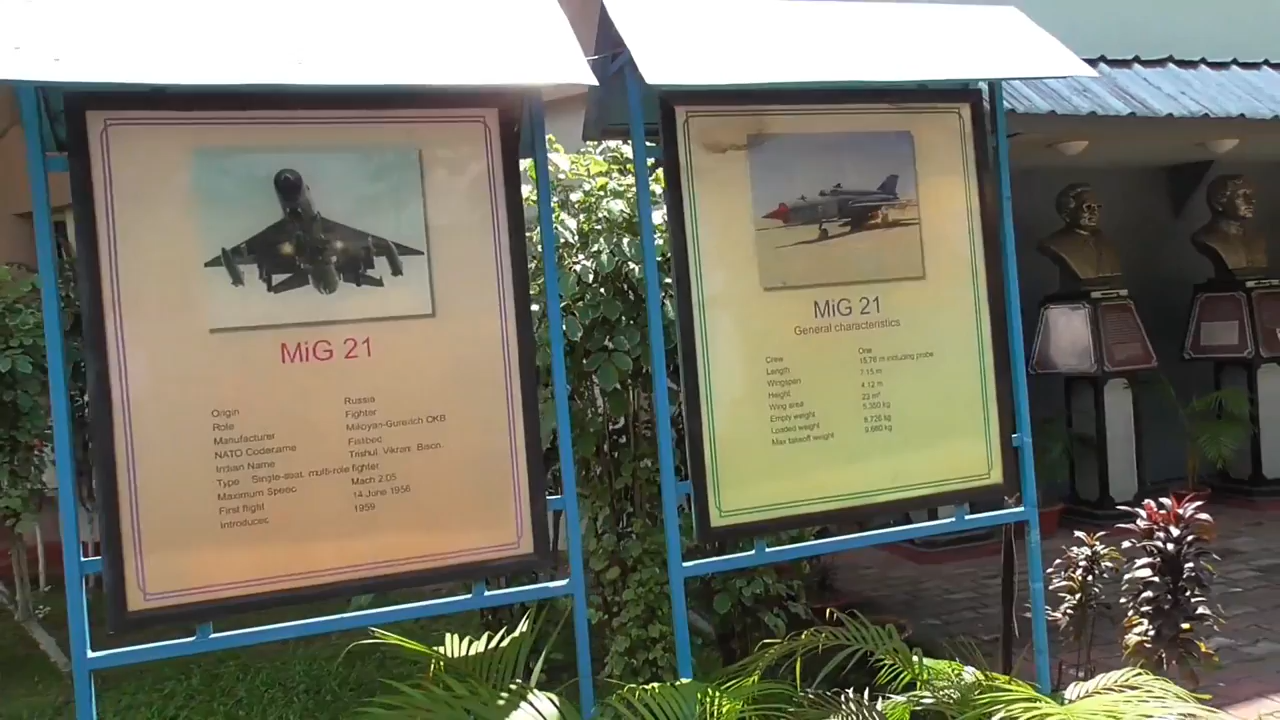 MiG 21
Origin Russia
Role Fighter
Manufacturer Mikoyan-Gurevich OKB
NATO Codename Fishbed
Indian Name Trishul, Vikram, Bison.
Type Single-seat, multi-role fighter
Maximum Speed Mach 2.05
First flight 14 June 1956
Introduced 1959
MiG 21
General characteristics
Crew One
Length 15.76 m including probe
Wingspan 7.15 m
Height 4.12 m
Wing area 23 m²
Empty weight 5,350 kg
Loaded weight 8,726 kg
Max takeoff weight 9,660 kg